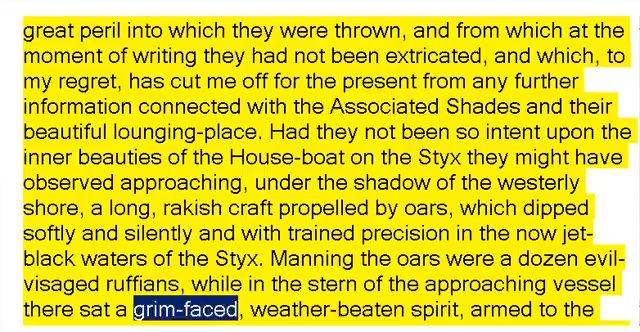 great peril into which they were thrown, and from which at the
moment of writing they had not been extricated, and which, to
my regret, has cut me off for the present from any further
information connected with the Associated Shades and their
beautiful lounging-place. Had they not been so intent upon the
inner beauties of the House-boat on the Styx they might have
observed approaching, under the shadow of the westerly
shore, a long, rakish craft propelled by oars, which dipped
softly and silently and with trained precision in the now jet-
black waters of the Styx. Manning the oars were a dozen evil-
visaged ruffians, while in the stern of the approaching vessel
there sat a grim-faced, weather-beaten spirit, armed to the